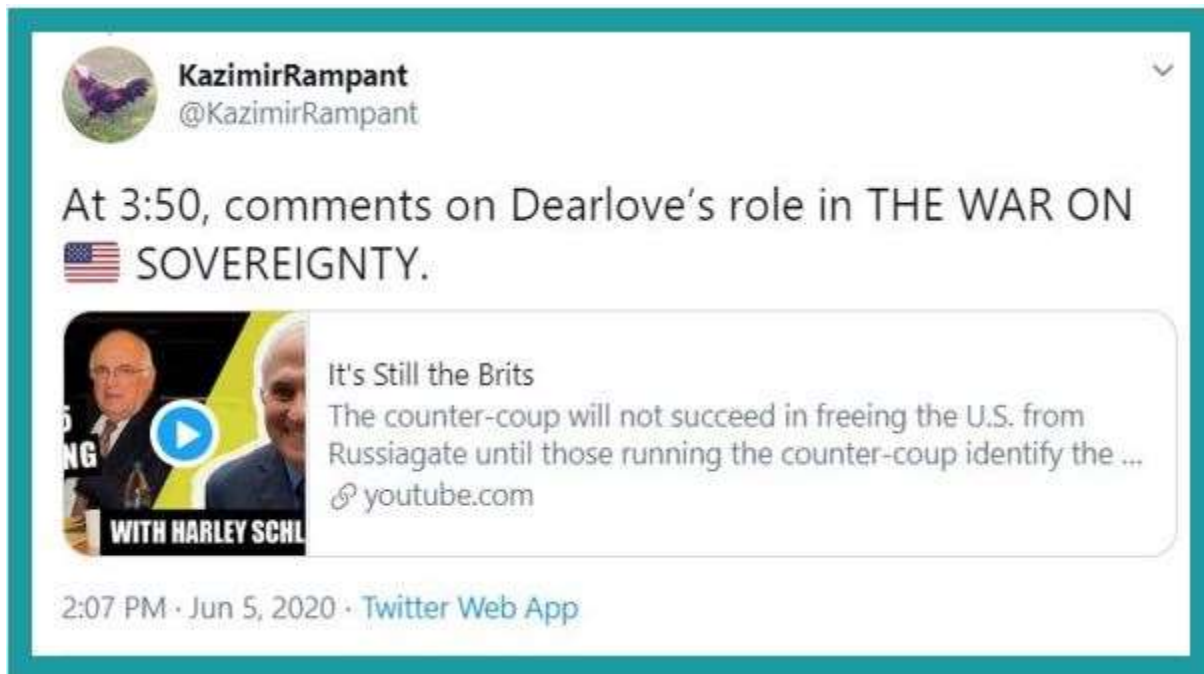 KazimirRampant
@KazimirRampant
At 3:50, comments on Dearlove's role in THE WAR ON
SOVEREIGNTY.
It's Still the Brits
The counter-coup will not succeed in freeing the U.S. from
Russiagate until those running the counter-coup identify the ...
youtube.com
NG
WITH HARLEY SCHL
2:07 PM · Jun 5, 2020 · Twitter Web App